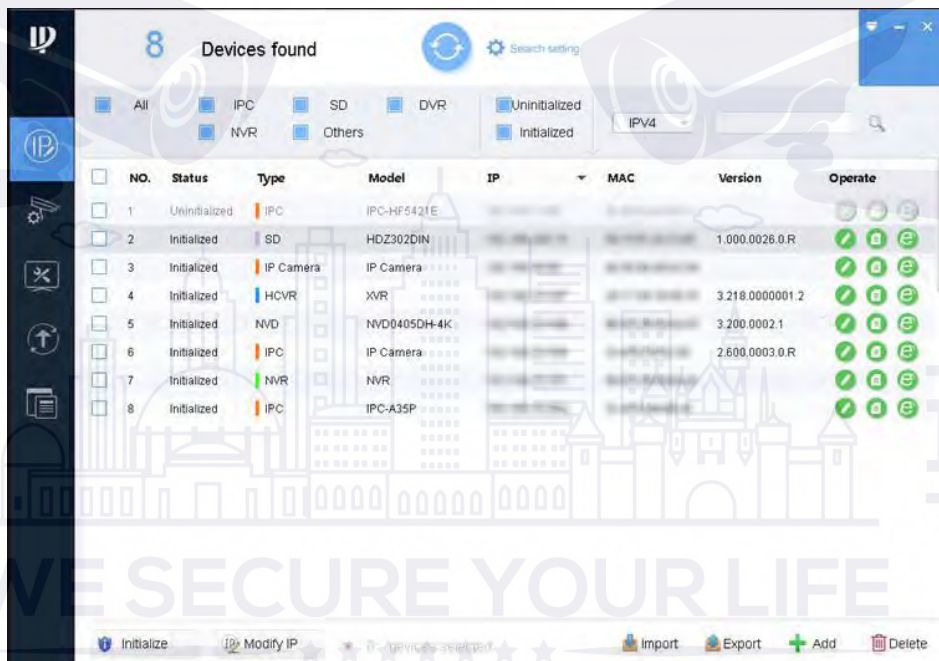 8 Devices found Search setting
All IPC SD DVR Uninitialized
NVR Others Initialized IPV4
NO. Status Type Model IP MAC Version Operate
1 Uninitialized IPC IPC-HF5421E
2 Initialized SD HDZ302DIN 1.000.0026.0.R
3 Initialized IP Camera IP Camera
4 Initialized HCVR XVR 3.218.0000001.2
5 Initialized NVD NVD0405DH-4K 3.200.0002.1
6 Initialized IPC IP Camera 2.600.0003.0.R
7 Initialized NVR NVR
8 Initialized IPC IPC-A35P
WE SECURE YOUR LIFE
Initialize Modify IP 0 devices selected Import Export Add Delete